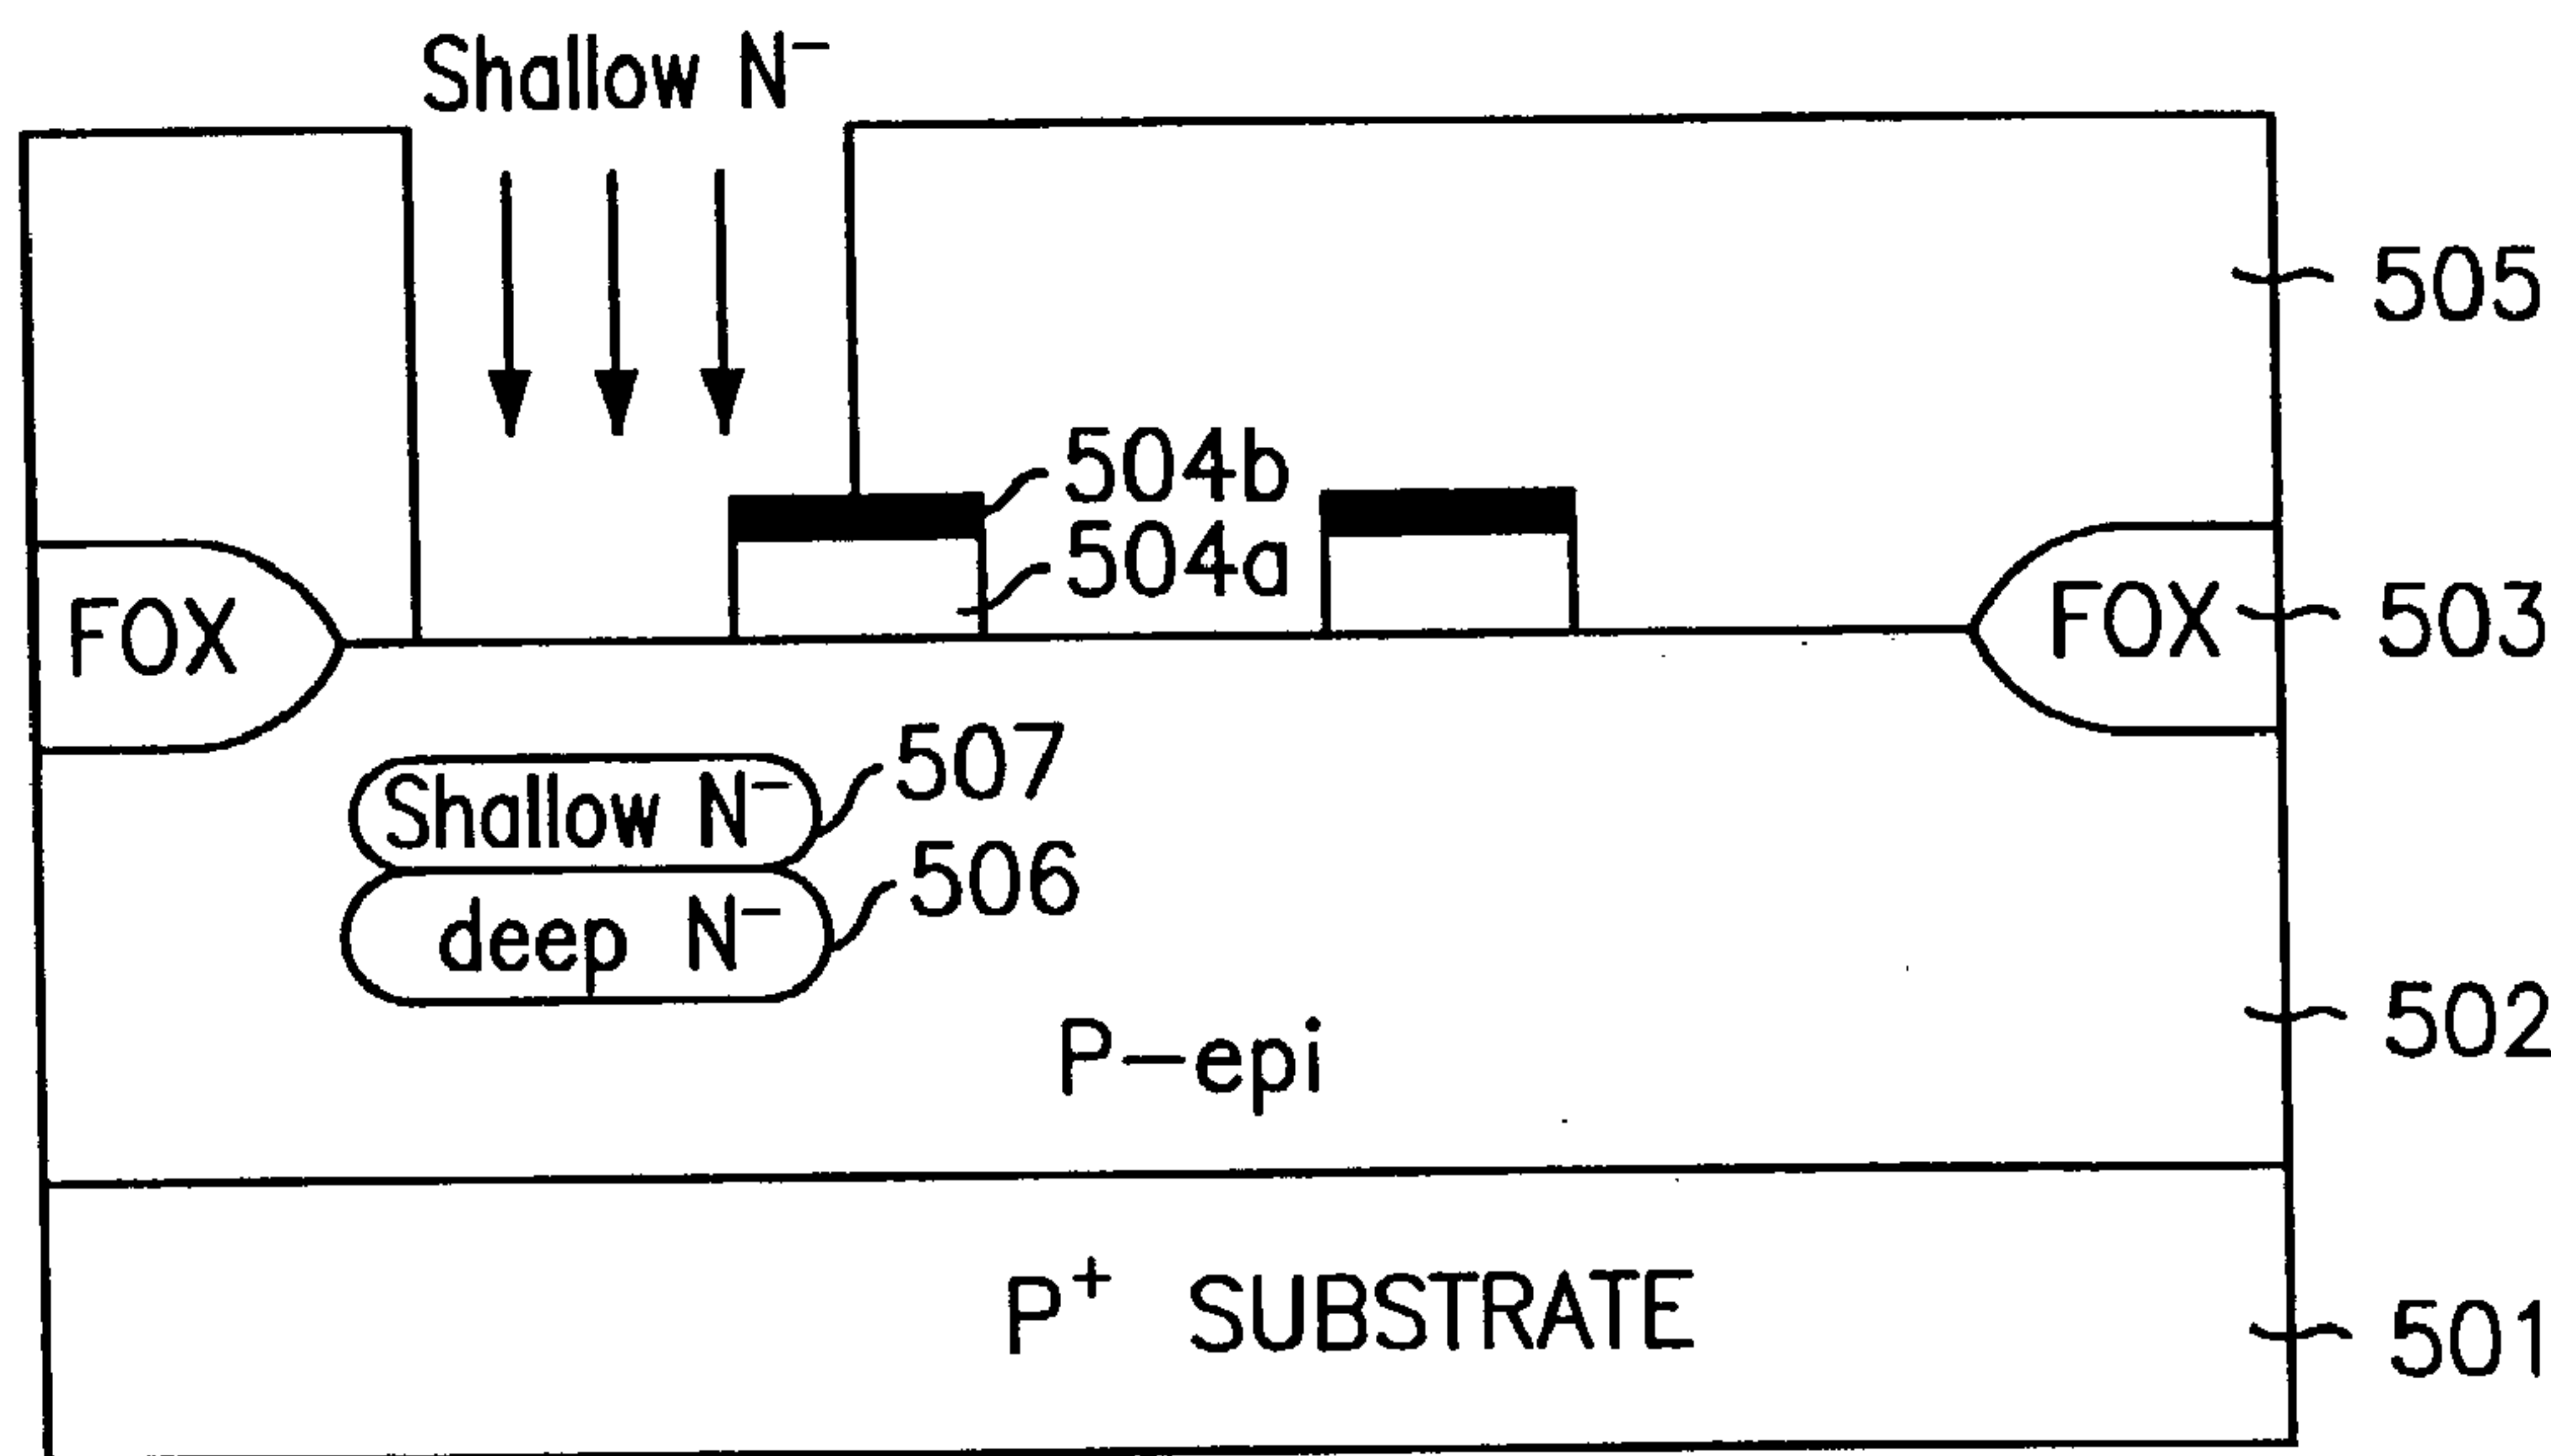 Shallow N⁻
505
504b
504a
FOX
FOX
503
Shallow N⁻
507
deep N⁻
506
502
P-epi
P⁺ SUBSTRATE
501